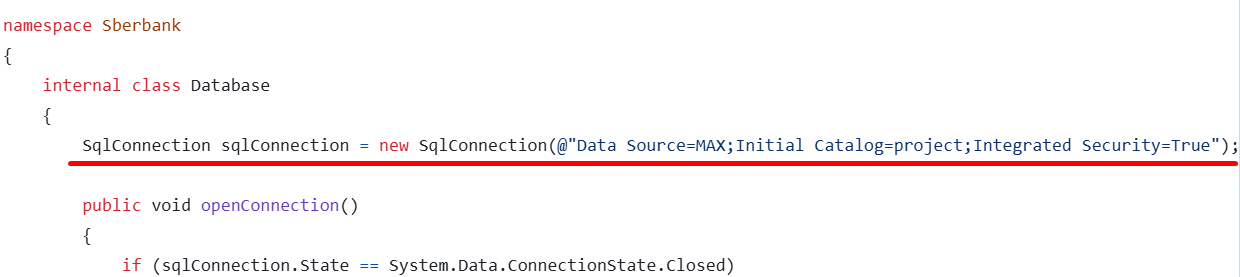 namespace Sberbank
{
internal class Database
{
SqlConnection sqlConnection = new SqlConnection(@"Data Source=MAX;Initial Catalog=project;Integrated Security=True");
public void openConnection()
{
if (sqlConnection.State == System.Data.ConnectionState.Closed)